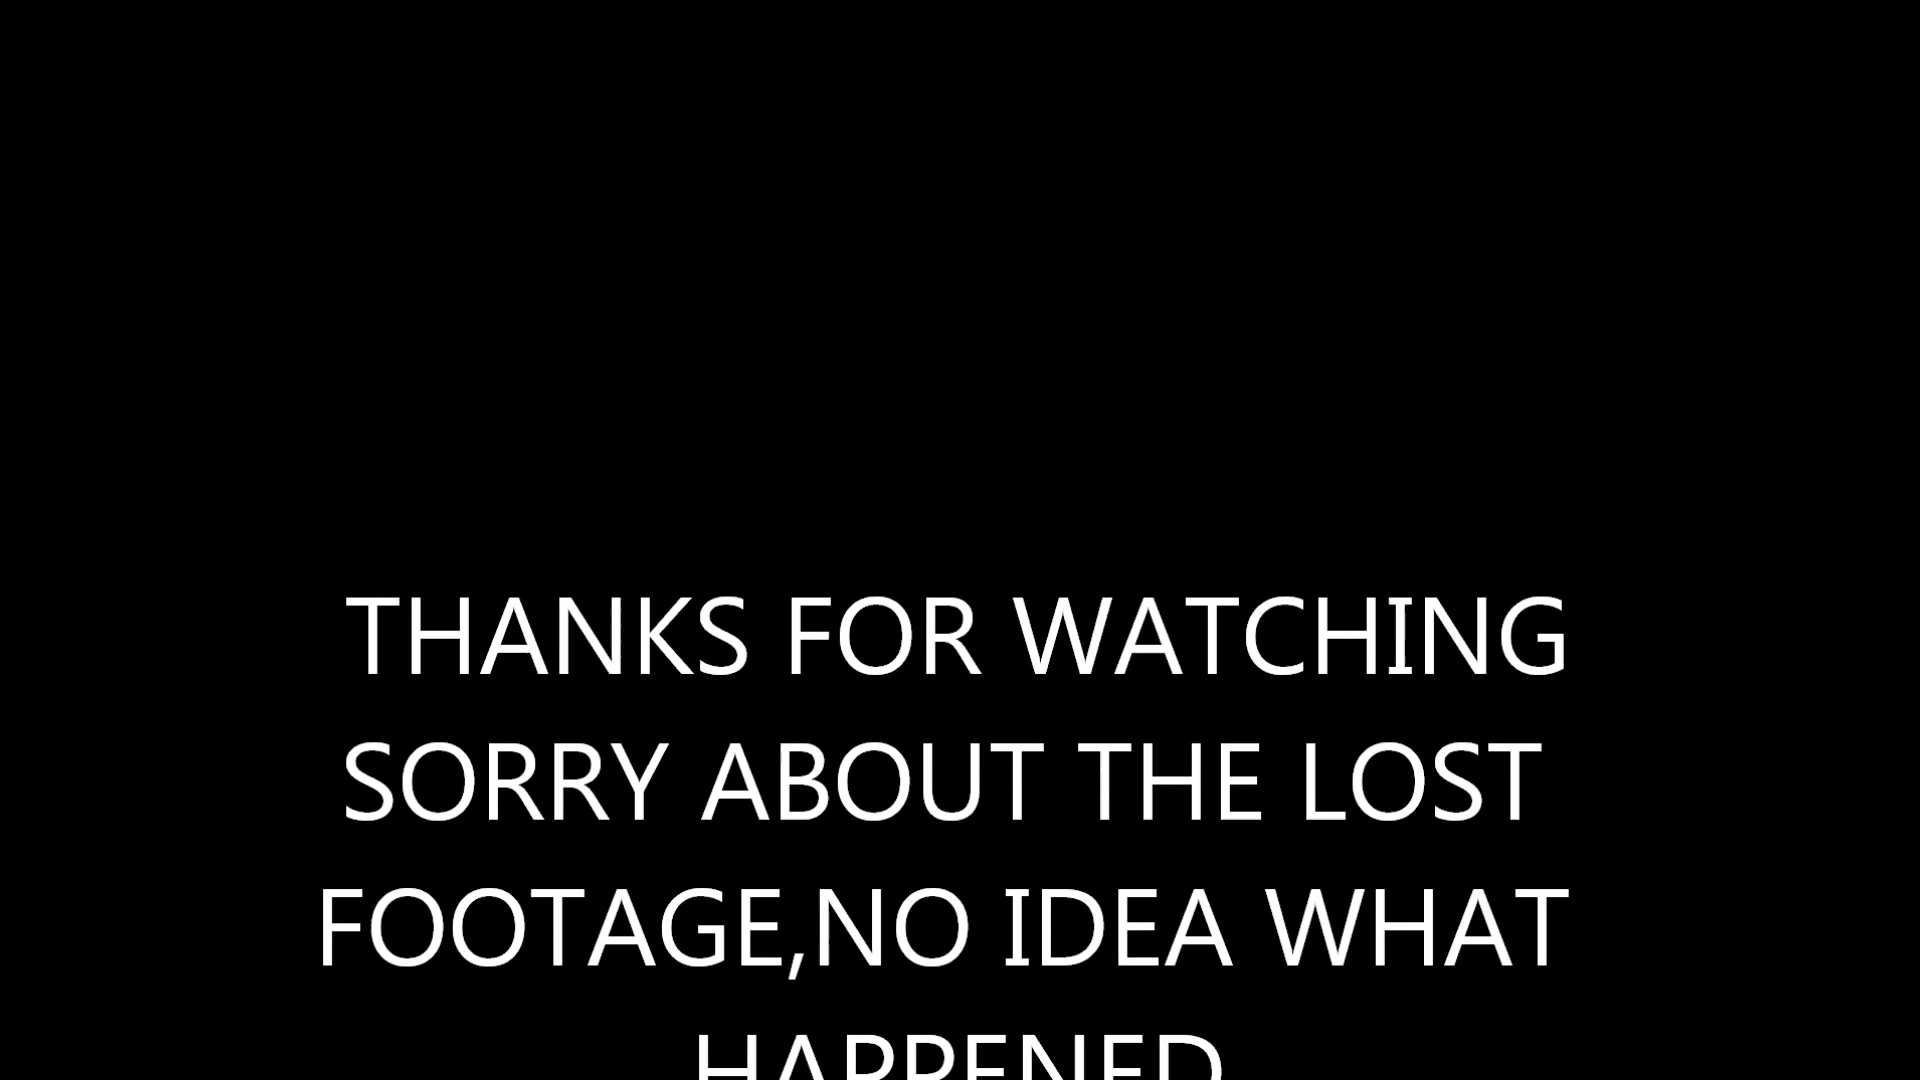 THANKS FOR WATCHING
SORRY ABOUT THE LOST
FOOTAGE,NO IDEA WHAT
HAPPENED